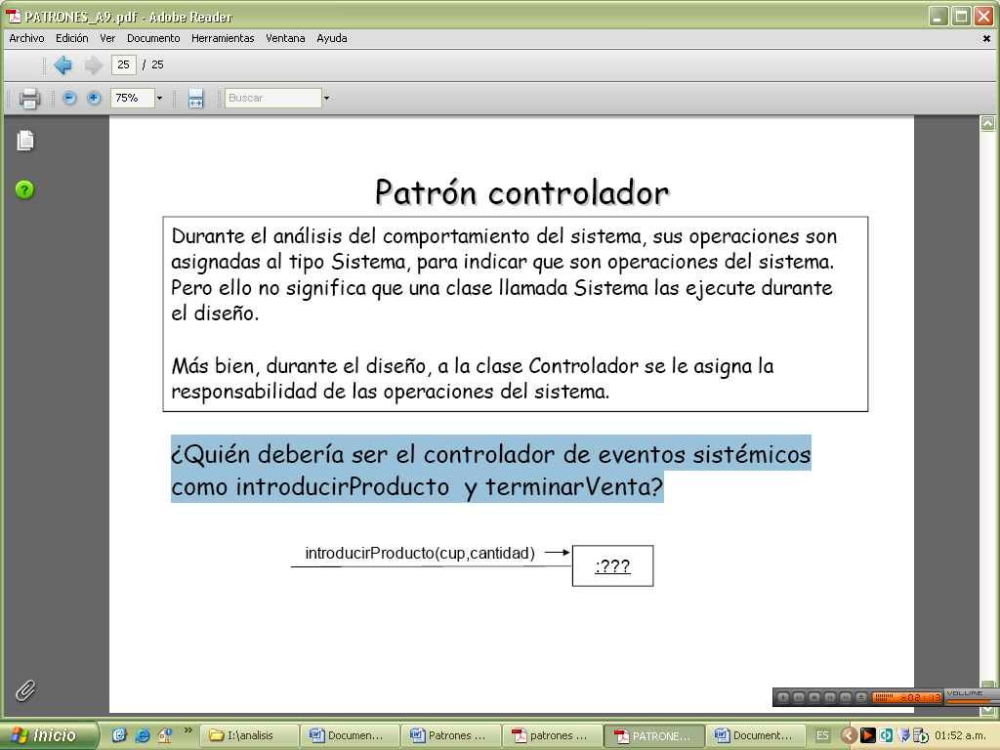 PATRONES_A9.pdf - Adobe Reader
Archivo Edición Ver Documento Herramientas Ventana Ayuda
25 / 25
75% Buscar
Patrón controlador
Durante el análisis del comportamiento del sistema, sus operaciones son
asignadas al tipo Sistema, para indicar que son operaciones del sistema.
Pero ello no significa que una clase llamada Sistema las ejecute durante
el diseño.
Más bien, durante el diseño, a la clase Controlador se le asigna la
responsabilidad de las operaciones del sistema.
¿Quién debería ser el controlador de eventos sistémicos
como introducirProducto y terminarVenta?
introducirProducto(cup,cantidad)
:???
VOLUME
Inicio I:\analisis Documen... Patrones ... patrones ... PATRONE... Document... ES 01:52 a.m.